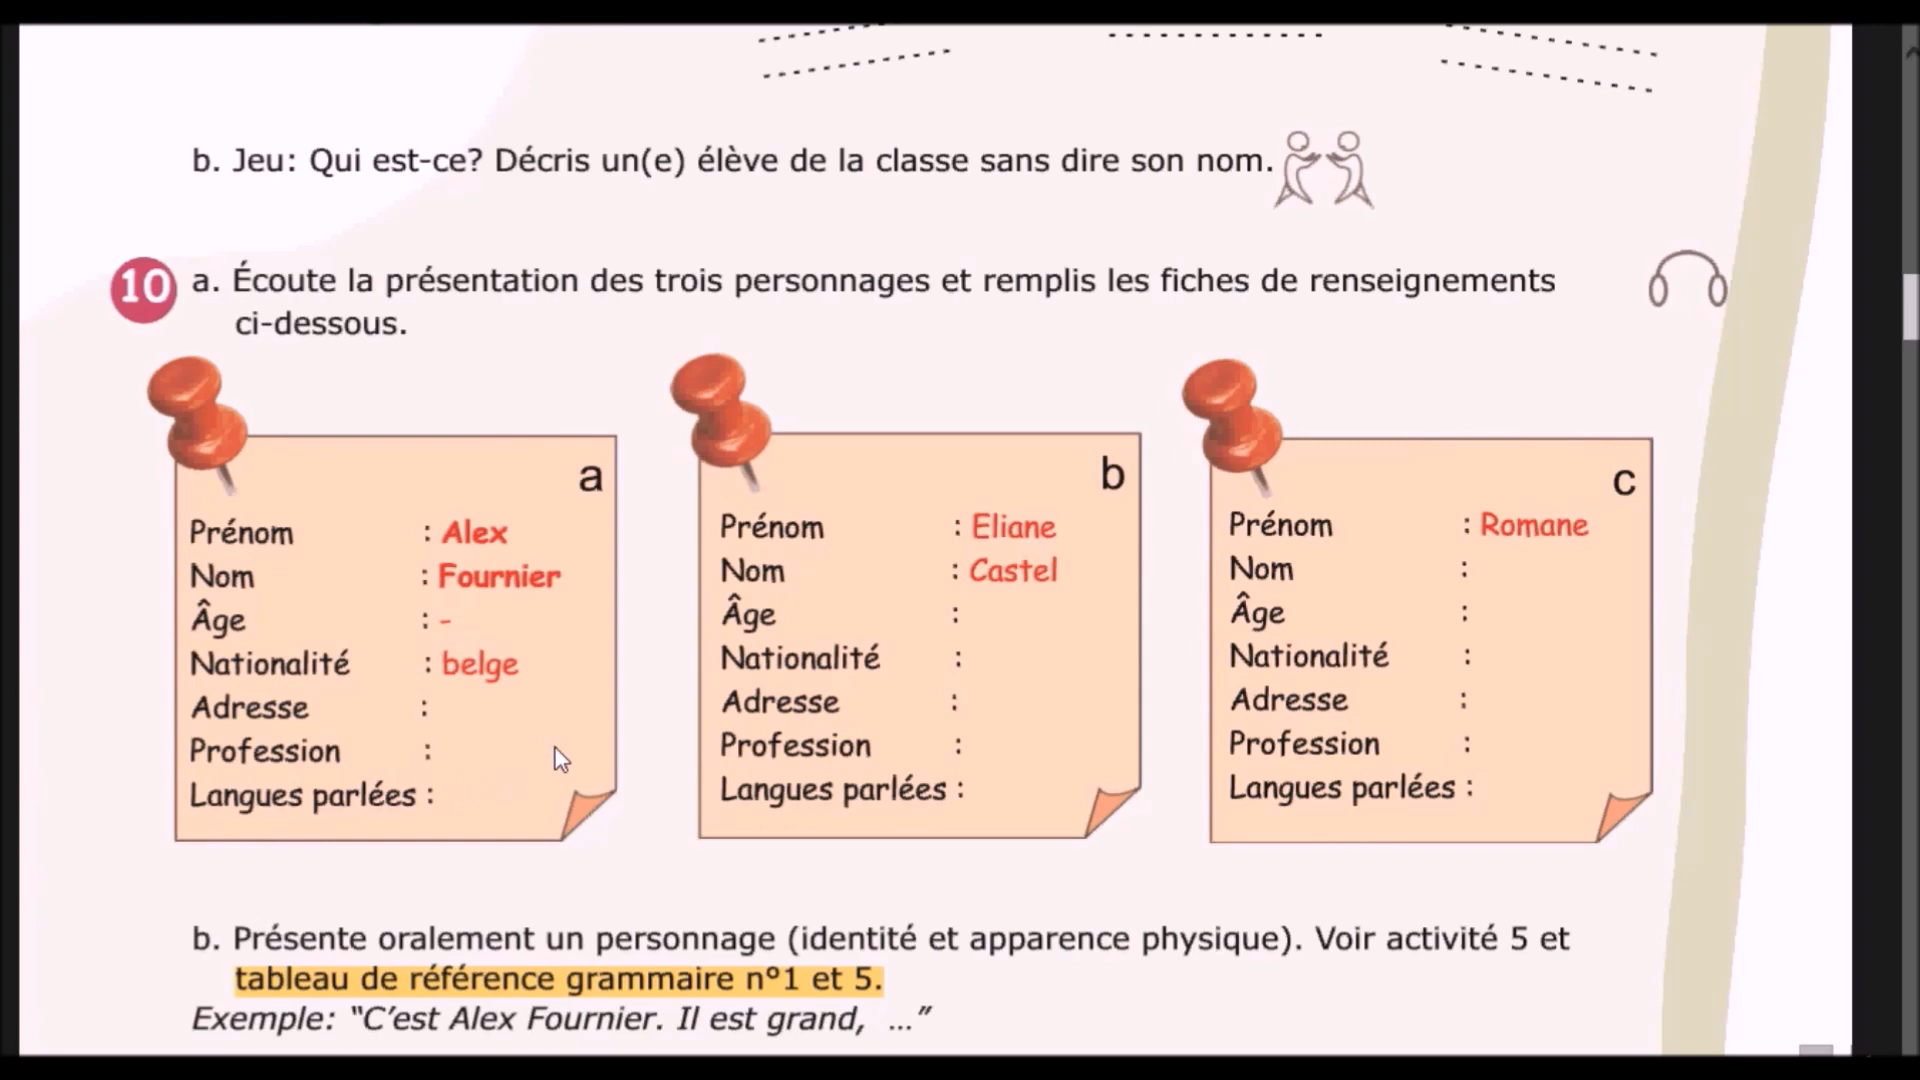 b. Jeu: Qui est-ce? Décris un(e) élève de la classe sans dire son nom.
10 a. Écoute la présentation des trois personnages et remplis les fiches de renseignements
ci-dessous.
a
Prénom : Alex
Nom : Fournier
Âge : -
Nationalité : belge
Adresse :
Profession :
Langues parlées :
b
Prénom : Eliane
Nom : Castel
Âge :
Nationalité :
Adresse :
Profession :
Langues parlées :
c
Prénom : Romane
Nom :
Âge :
Nationalité :
Adresse :
Profession :
Langues parlées :
b. Présente oralement un personnage (identité et apparence physique). Voir activité 5 et
tableau de référence grammaire n°1 et 5.
Exemple: “C’est Alex Fournier. Il est grand, ...”